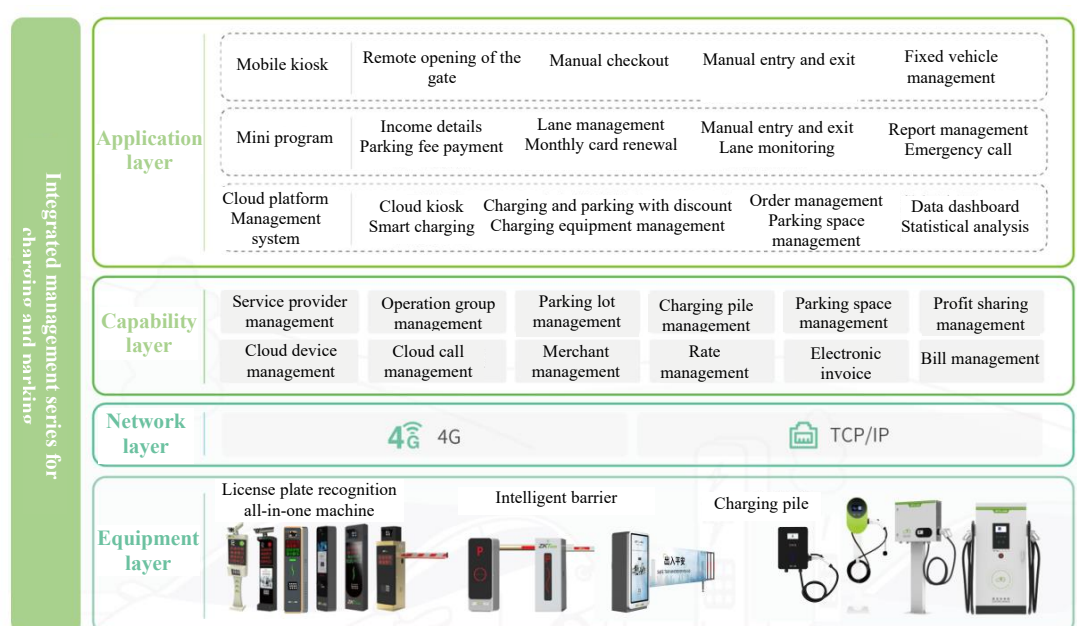 Integrated management series for
charging and parking
Application
layer
Mobile kiosk
Remote opening of the
gate
Manual checkout
Manual entry and exit
Fixed vehicle
management
Mini program
Income details
Parking fee payment
Lane management
Monthly card renewal
Manual entry and exit
Lane monitoring
Report management
Emergency call
Cloud platform
Management
system
Cloud kiosk
Smart charging
Charging and parking with discount
Charging equipment management
Order management
Parking space
management
Data dashboard
Statistical analysis
Capability
layer
Service provider
management
Operation group
management
Parking lot
management
Charging pile
management
Parking space
management
Profit sharing
management
Cloud device
management
Cloud call
management
Merchant
management
Rate
management
Electronic
invoice
Bill management
Network
layer
4G 4G
TCP/IP
Equipment
layer
License plate recognition
all-in-one machine
Intelligent barrier
Charging pile
P
出入平安